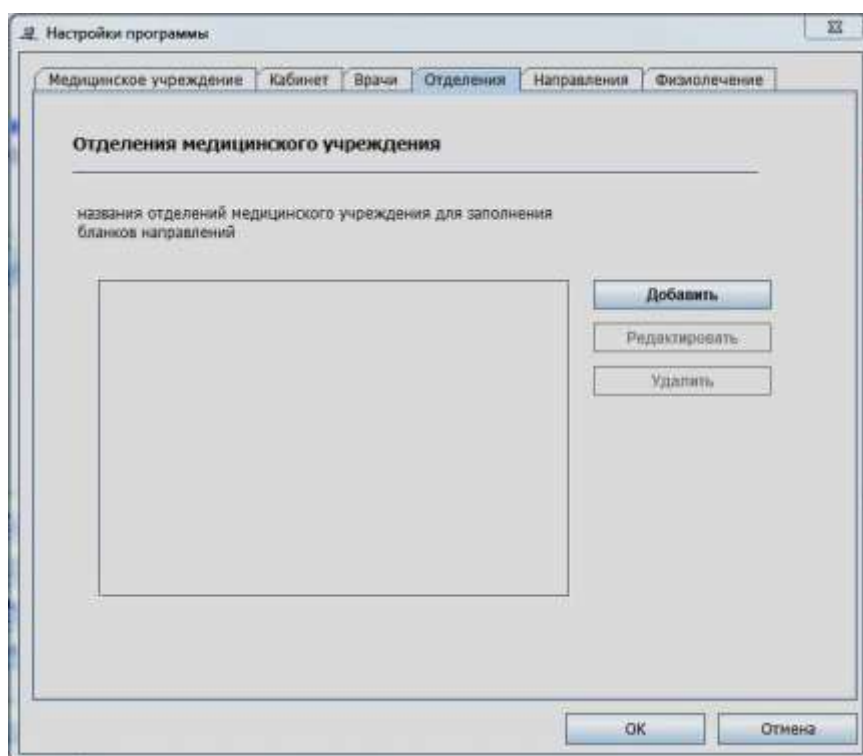 Настройки программы
Медицинское учреждение Кабинет Врачи Отделения Направления Физиолечение
Отделения медицинского учреждения
названия отделений медицинского учреждения для заполнения
бланков направлений
Добавить
Редактировать
Удалить
OK Отмена